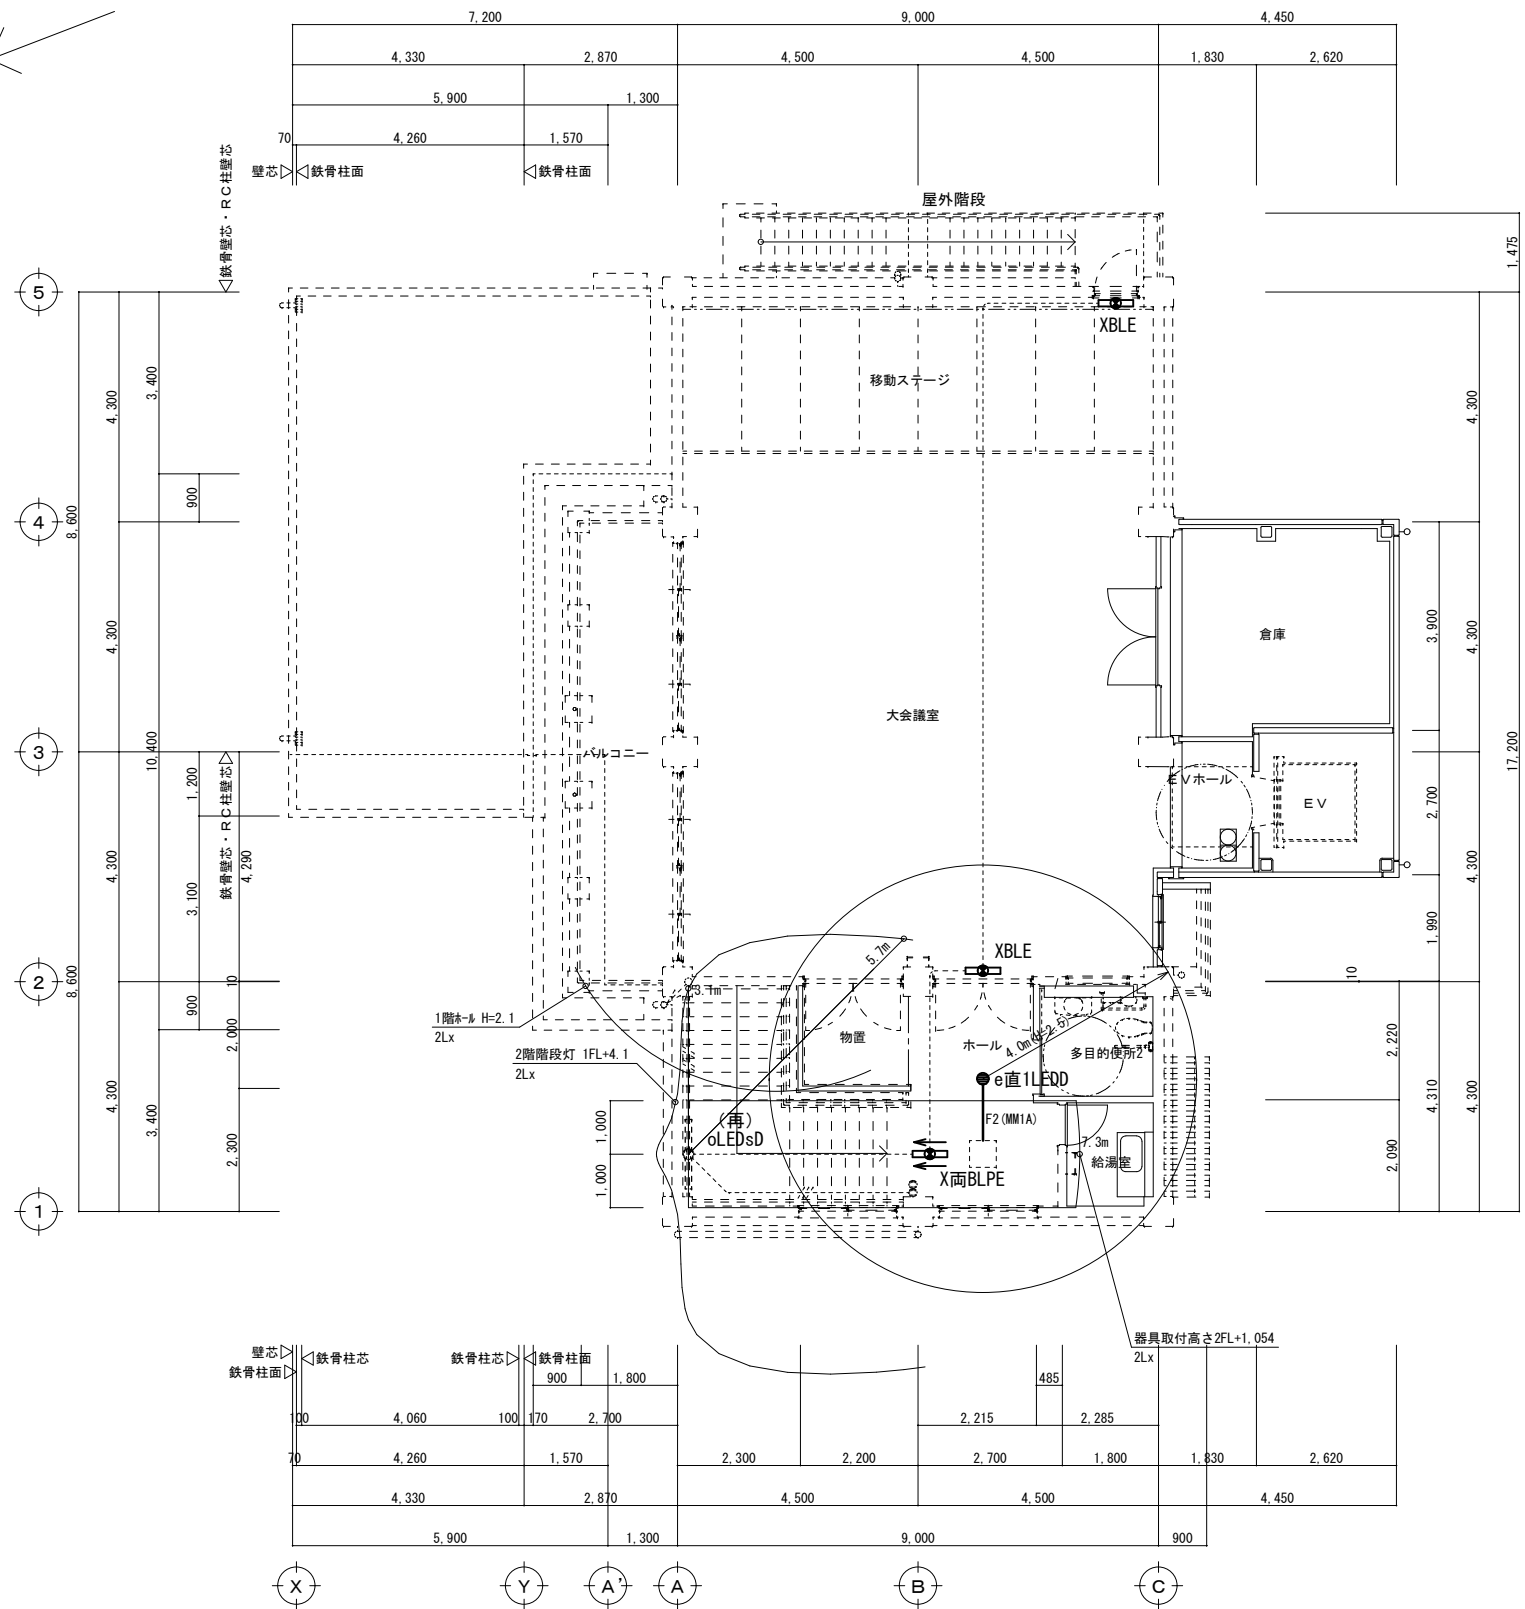 7,200 9,000 4,450
4,330 2,870 4,500 4,500 1,830 2,620
5,900 1,300
70 4,260 1,570
壁芯 鉄骨柱面 鉄骨柱面
鉄骨壁芯・RC柱壁芯
屋外階段
1,475
5
XBLE
移動ステージ
3,400
4,300
4,300
900
4
8,600
倉庫
3,900
4,300
4,300
大会議室
17,200
3
10,400
バルコニー
1,200
EVホール
EV
2,700
鉄骨壁芯・RC柱壁芯
4,290
4,300
3,100
4,300
1,990
XBLE
5.7m
2
8,600
10
10
3.1m
900
1階ホール H=2.1
2Lx
2,000
物置
ホール
4.0m(H=2.5)
多目的便所2
2,220
2階階段灯 1FL+4.1
2Lx
e直1LEDD
4,300
3,400
2,300
1,000
(再)
oLEDsD
F2(MM1A)
4,310
4,300
7.3m
給湯室
2,090
1,000
X両BLPE
1
器具取付高さ2FL+1,054
2Lx
壁芯 鉄骨柱芯 鉄骨柱芯 鉄骨柱面
鉄骨柱面
900 1,800 485
100 4,060 100 170 2,700 2,215 2,285
70 4,260 1,570 2,300 2,200 2,700 1,800 1,830 2,620
4,330 2,870 4,500 4,500 4,450
5,900 1,300 9,000 900
X Y A' A B C